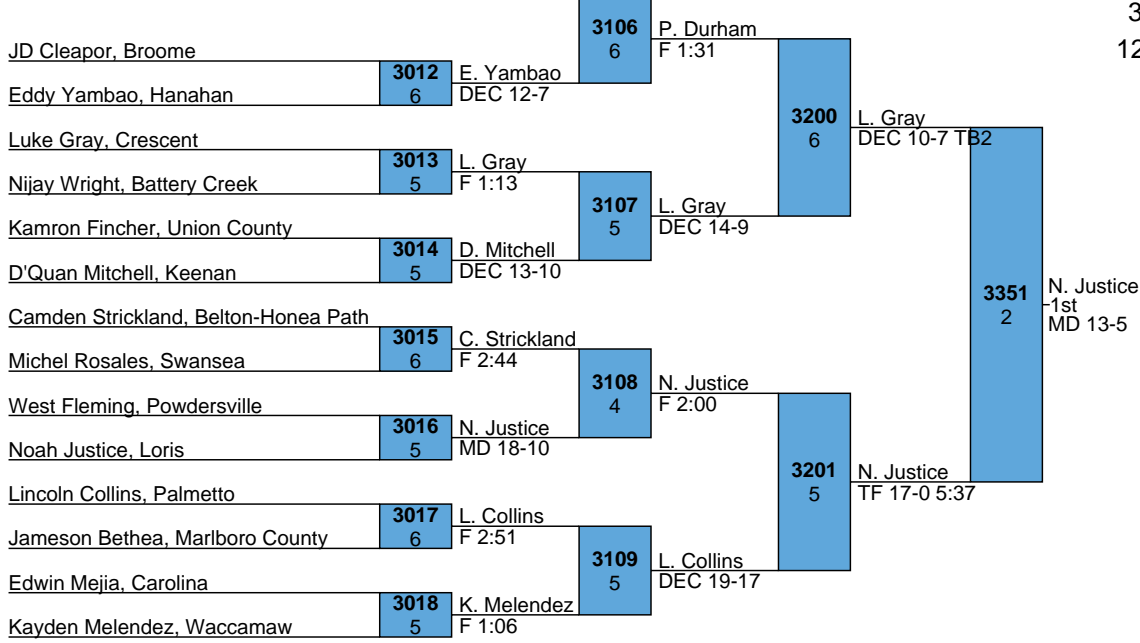 3106
6
P. Durham
F 1:31
3
12
JD Cleapor, Broome
3012
6
E. Yambao
DEC 12-7
Eddy Yambao, Hanahan
3200
6
L. Gray
DEC 10-7 TB2
Luke Gray, Crescent
3013
5
L. Gray
F 1:13
Nijay Wright, Battery Creek
3107
5
L. Gray
DEC 14-9
Kamron Fincher, Union County
3014
5
D. Mitchell
DEC 13-10
D'Quan Mitchell, Keenan
3351
2
N. Justice
1st
MD 13-5
Camden Strickland, Belton-Honea Path
3015
6
C. Strickland
F 2:44
Michel Rosales, Swansea
3108
4
N. Justice
F 2:00
West Fleming, Powdersville
3016
5
N. Justice
MD 18-10
Noah Justice, Loris
3201
5
N. Justice
TF 17-0 5:37
Lincoln Collins, Palmetto
3017
6
L. Collins
F 2:51
Jameson Bethea, Marlboro County
3109
5
L. Collins
DEC 19-17
Edwin Mejia, Carolina
3018
5
K. Melendez
F 1:06
Kayden Melendez, Waccamaw